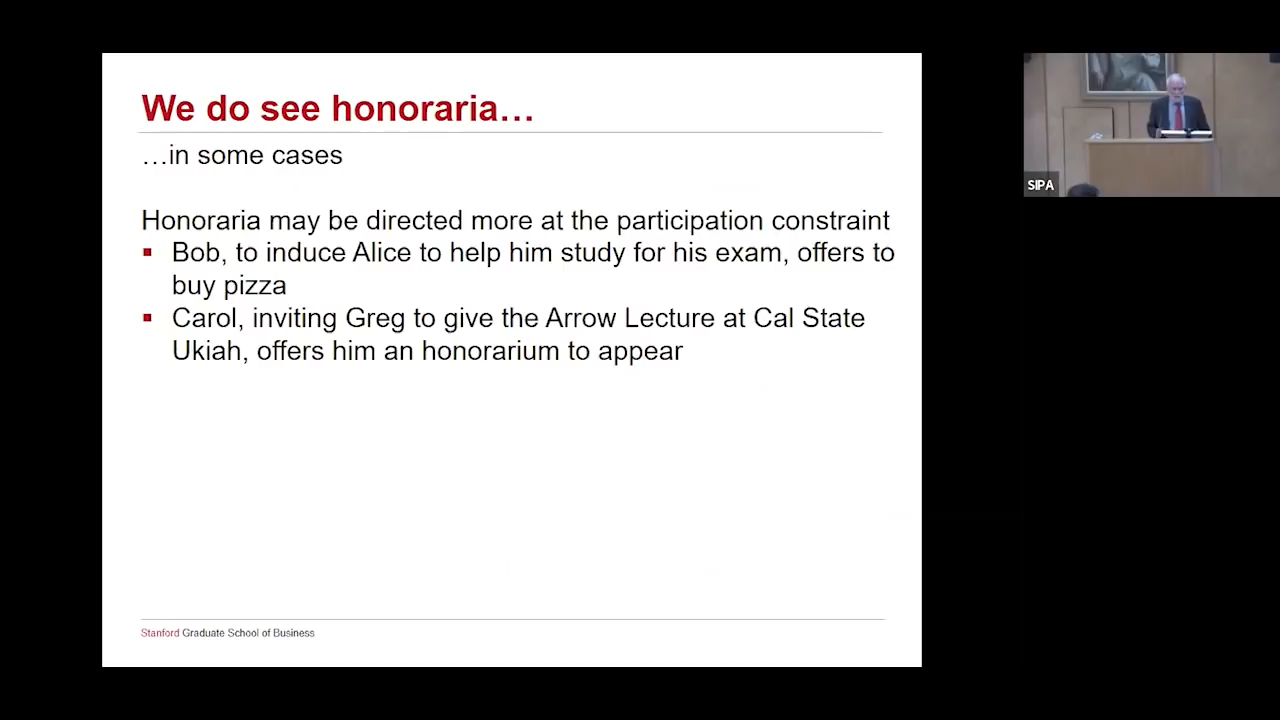 We do see honoraria…
…in some cases
Honoraria may be directed more at the participation constraint
▪ Bob, to induce Alice to help him study for his exam, offers to
buy pizza
▪ Carol, inviting Greg to give the Arrow Lecture at Cal State
Ukiah, offers him an honorarium to appear
Stanford Graduate School of Business
SIPA